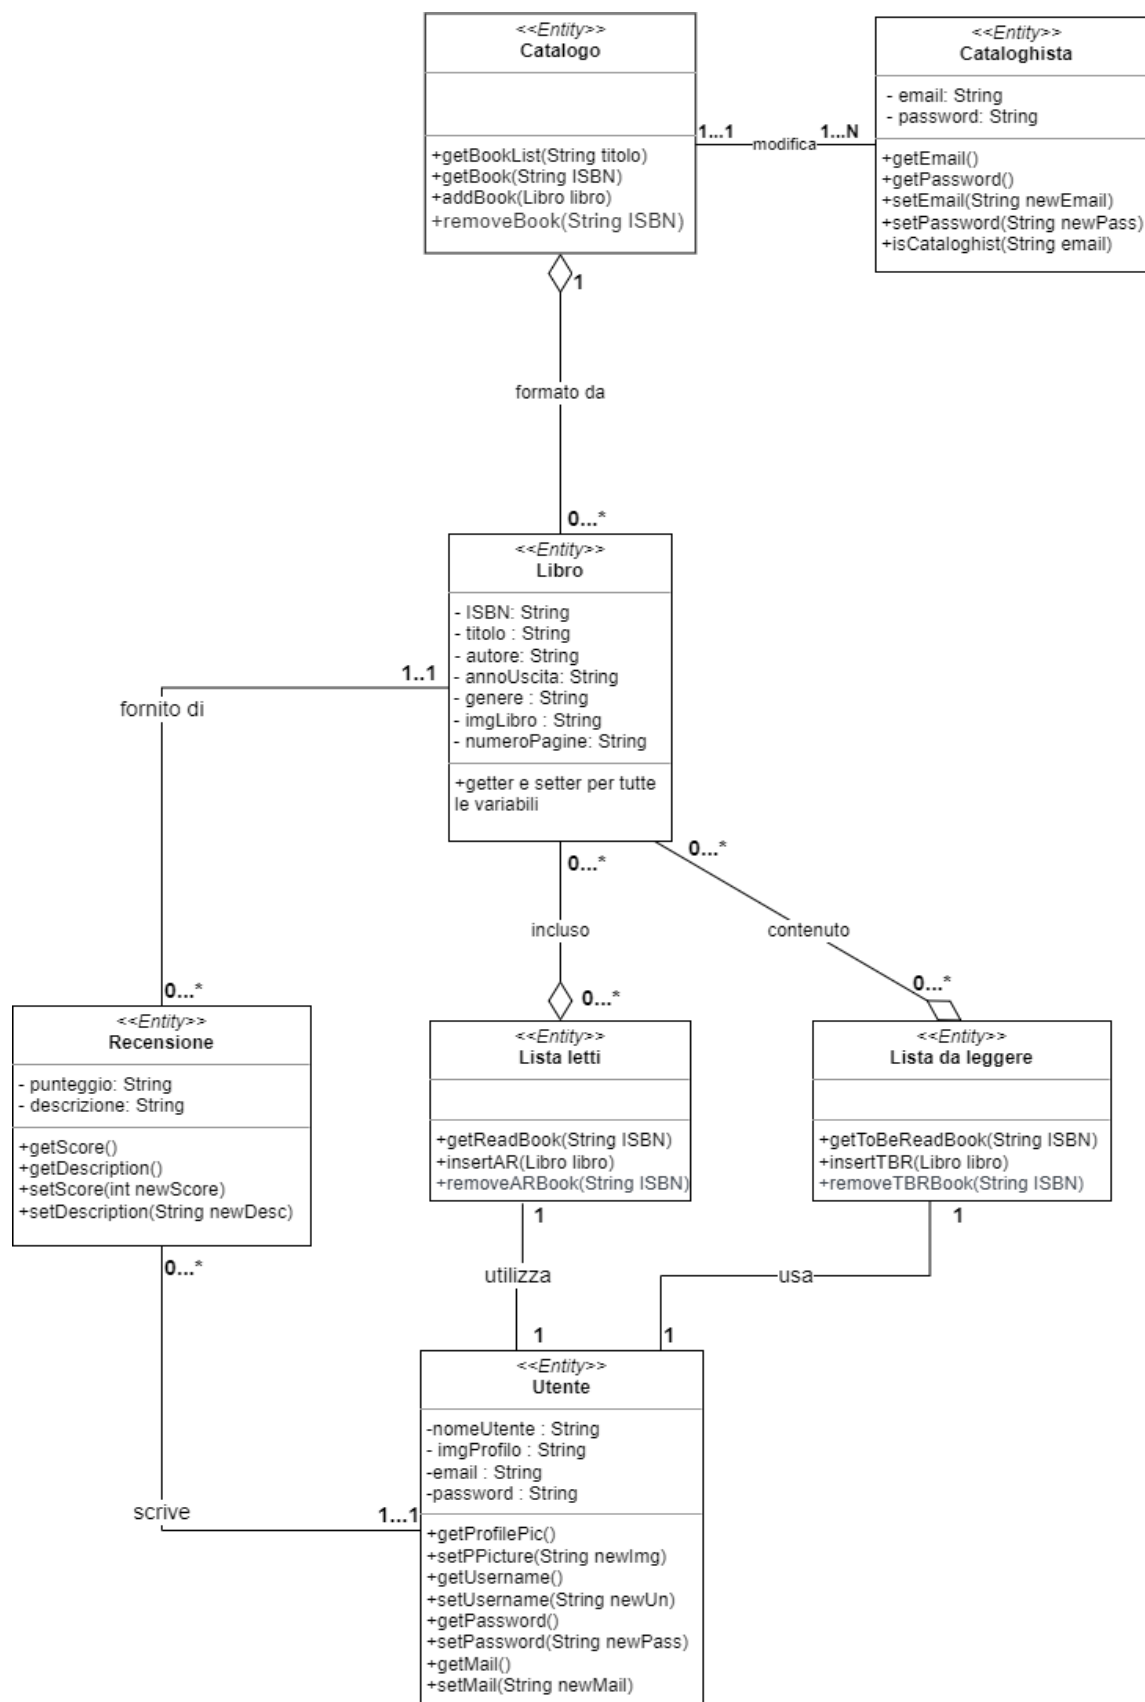 <<Entity>>
Catalogo
+getBookList(String titolo)
+getBook(String ISBN)
+addBook(Libro libro)
+removeBook(String ISBN)
1...1
modifica
1...N
<<Entity>>
Cataloghista
- email: String
- password: String
+getEmail()
+getPassword()
+setEmail(String newEmail)
+setPassword(String newPass)
+isCataloghist(String email)
1
formato da
0...*
<<Entity>>
Libro
- ISBN: String
- titolo : String
- autore: String
- annoUscita: String
- genere : String
- imgLibro : String
- numeroPagine: String
+getter e setter per tutte
le variabili
1..1
fornito di
0...*
0...*
incluso
0...*
0...*
contenuto
0...*
<<Entity>>
Recensione
- punteggio: String
- descrizione: String
+getScore()
+getDescription()
+setScore(int newScore)
+setDescription(String newDesc)
<<Entity>>
Lista letti
+getReadBook(String ISBN)
+insertAR(Libro libro)
+removeARBook(String ISBN)
<<Entity>>
Lista da leggere
+getToBeReadBook(String ISBN)
+insertTBR(Libro libro)
+removeTBRBook(String ISBN)
0...*
scrive
1...1
1
utilizza
1
1
usa
1
<<Entity>>
Utente
-nomeUtente : String
- imgProfilo : String
-email : String
-password : String
+getProfilePic()
+setPPicture(String newImg)
+getUsername()
+setUsername(String newUn)
+getPassword()
+setPassword(String newPass)
+getMail()
+setMail(String newMail)